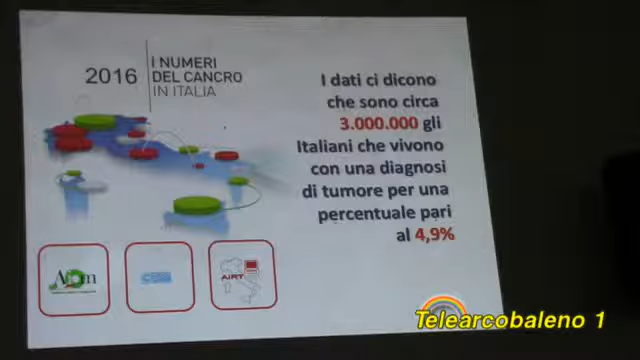 2016
I NUMERI
DEL CANCRO
IN ITALIA
I dati ci dicono
che sono circa
3.000.000 gli
Italiani che vivono
con una diagnosi
di tumore per una
percentuale pari
al 4,9%
AIRT
Telearcobaleno 1